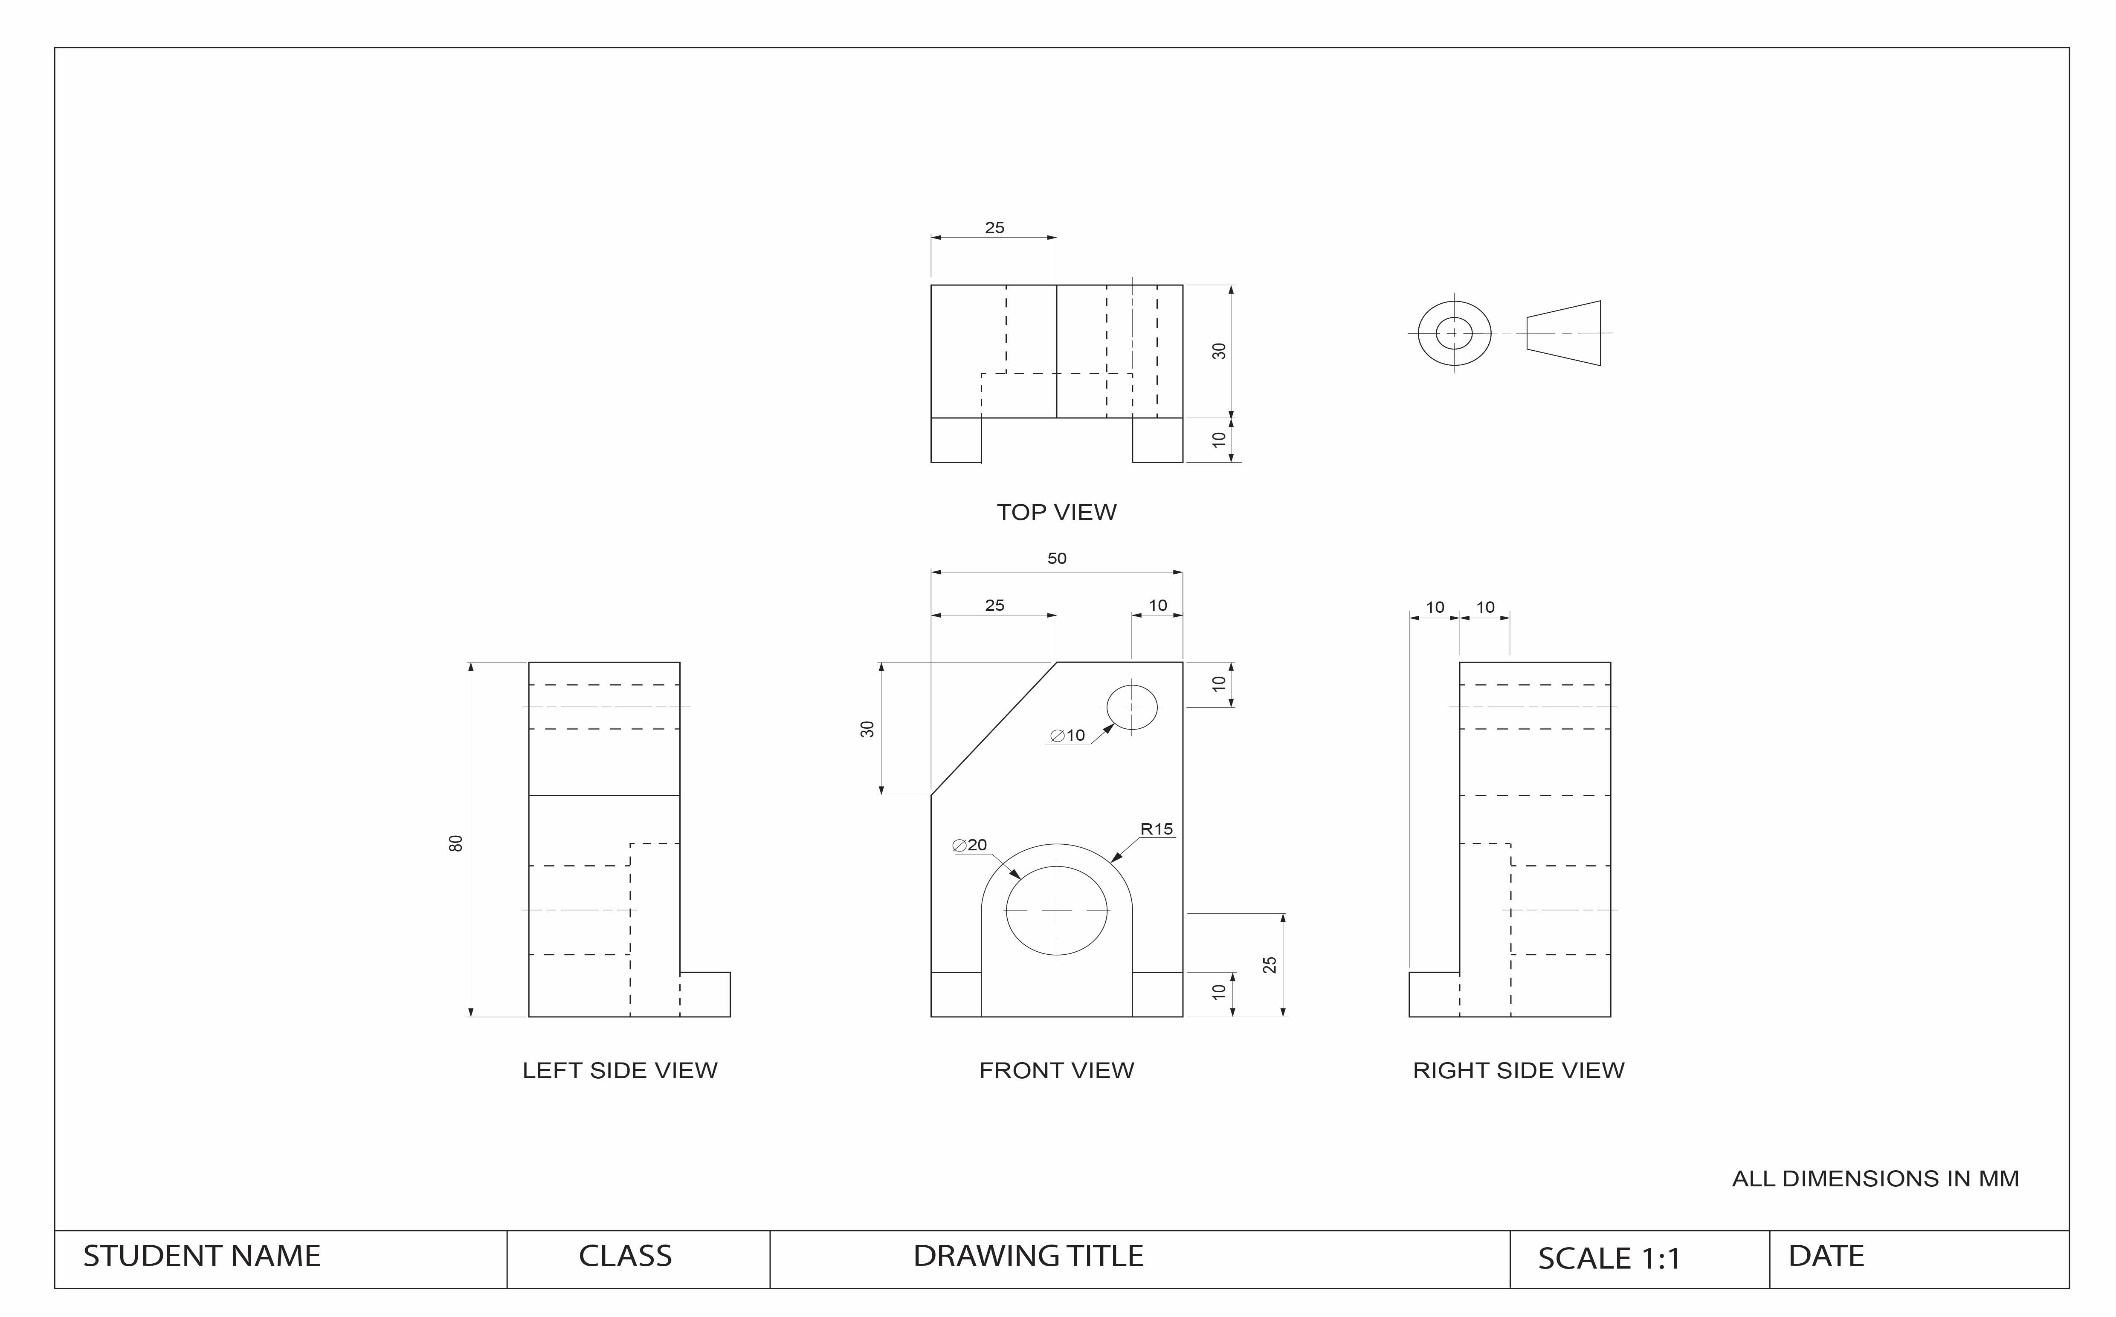 25
30
10
TOP VIEW
50
25
10
10 10
10
30
⌀10
R15
⌀20
80
25
10
LEFT SIDE VIEW
FRONT VIEW
RIGHT SIDE VIEW
ALL DIMENSIONS IN MM
STUDENT NAME
CLASS
DRAWING TITLE
SCALE 1:1
DATE